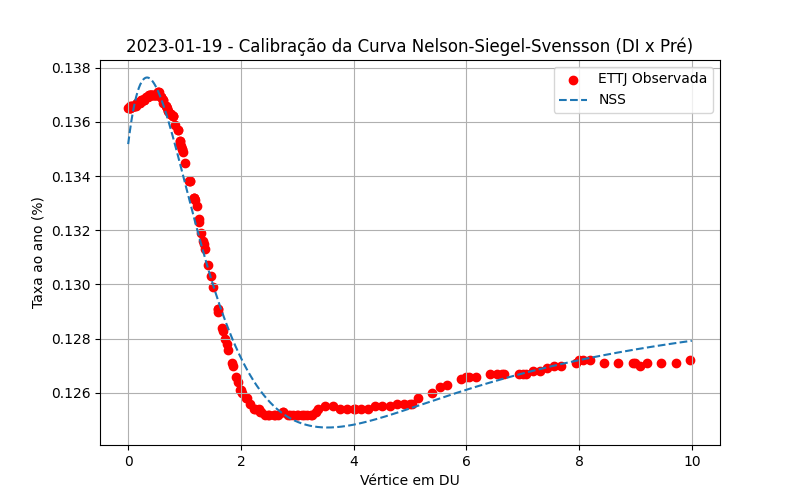 2023-01-19 - Calibração da Curva Nelson-Siegel-Svensson (DI x Pré)
ETTJ Observada
NSS
Taxa ao ano (%)
0.138
0.136
0.134
0.132
0.130
0.128
0.126
0
2
4
6
8
10
Vértice em DU